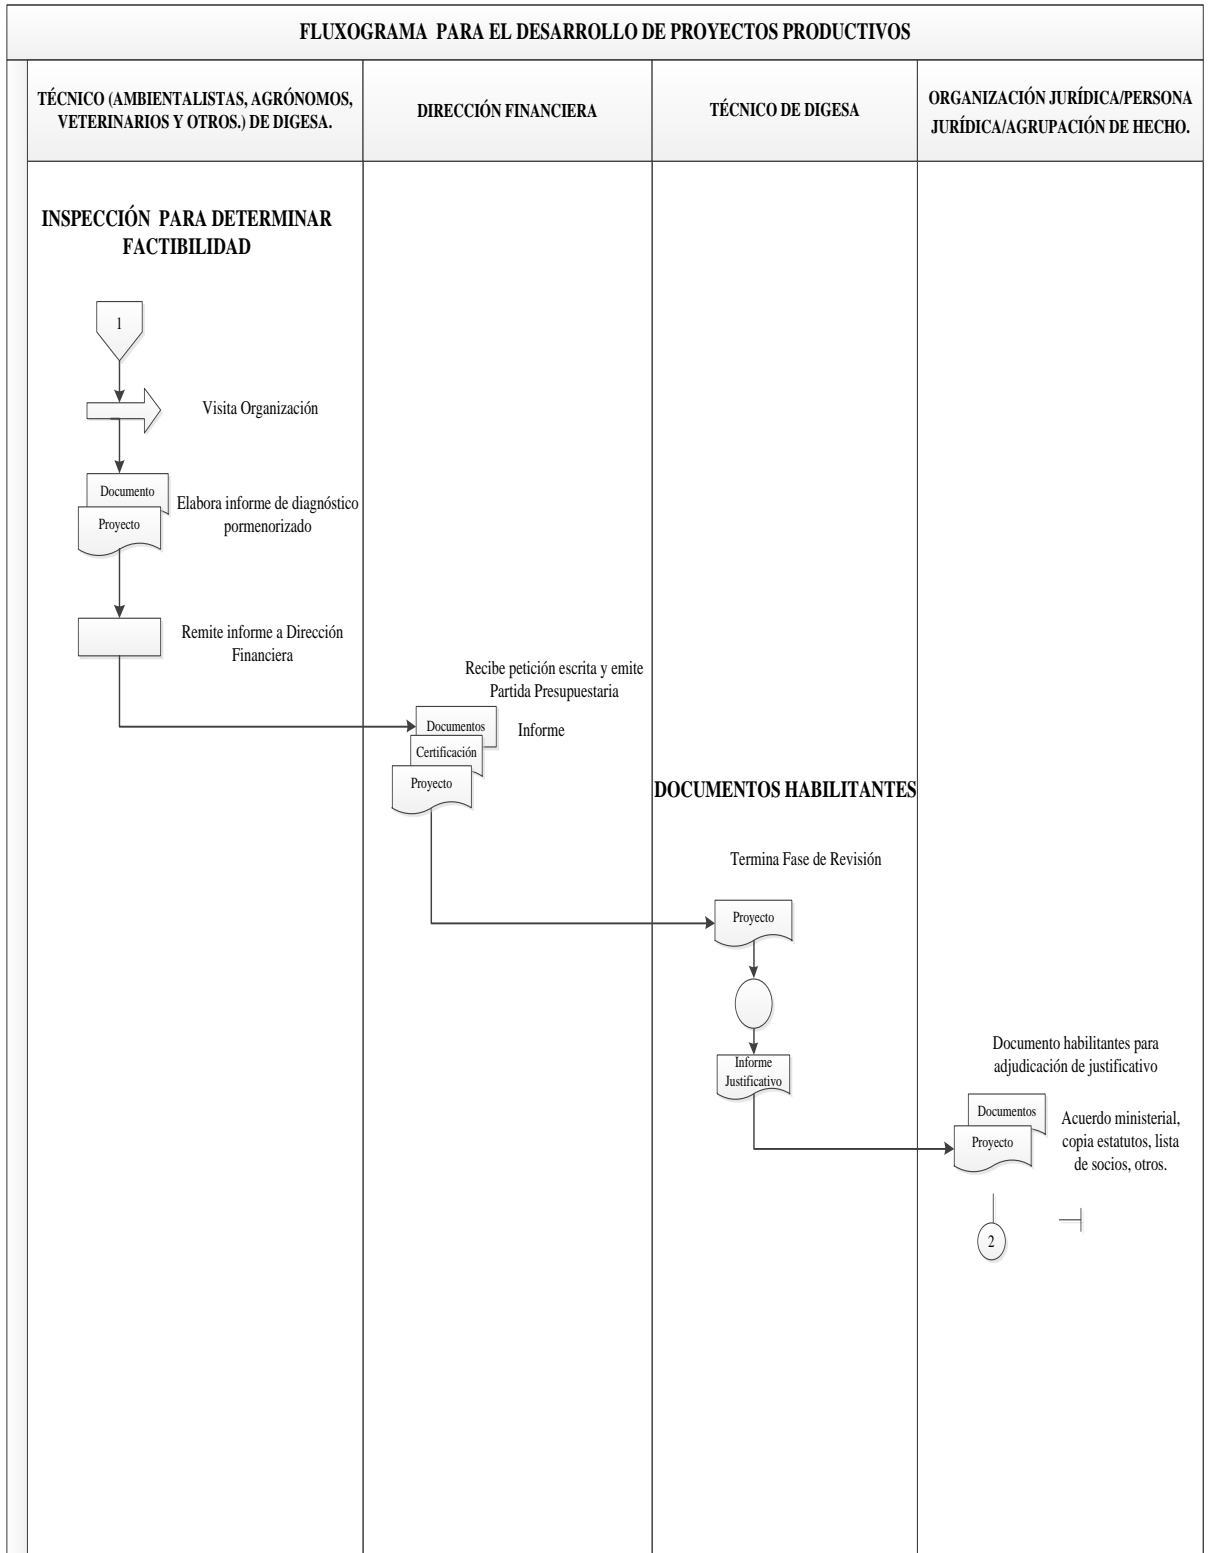 FLUXOGRAMA PARA EL DESARROLLO DE PROYECTOS PRODUCTIVOS
TÉCNICO (AMBIENTALISTAS, AGRÓNOMOS,
VETERINARIOS Y OTROS.) DE DIGESA.
DIRECCIÓN FINANCIERA
TÉCNICO DE DIGESA
ORGANIZACIÓN JURÍDICA/PERSONA
JURÍDICA/AGRUPACIÓN DE HECHO.
INSPECCIÓN PARA DETERMINAR
FACTIBILIDAD
1
Visita Organización
Documento
Proyecto
Elabora informe de diagnóstico
pormenorizado
Remite informe a Dirección
Financiera
Recibe petición escrita y emite
Partida Presupuestaria
Documentos
Informe
Certificación
Proyecto
DOCUMENTOS HABILITANTES
Termina Fase de Revisión
Proyecto
Informe
Justificativo
Documento habilitantes para
adjudicación de justificativo
Documentos
Proyecto
Acuerdo ministerial,
copia estatutos, lista
de socios, otros.
2